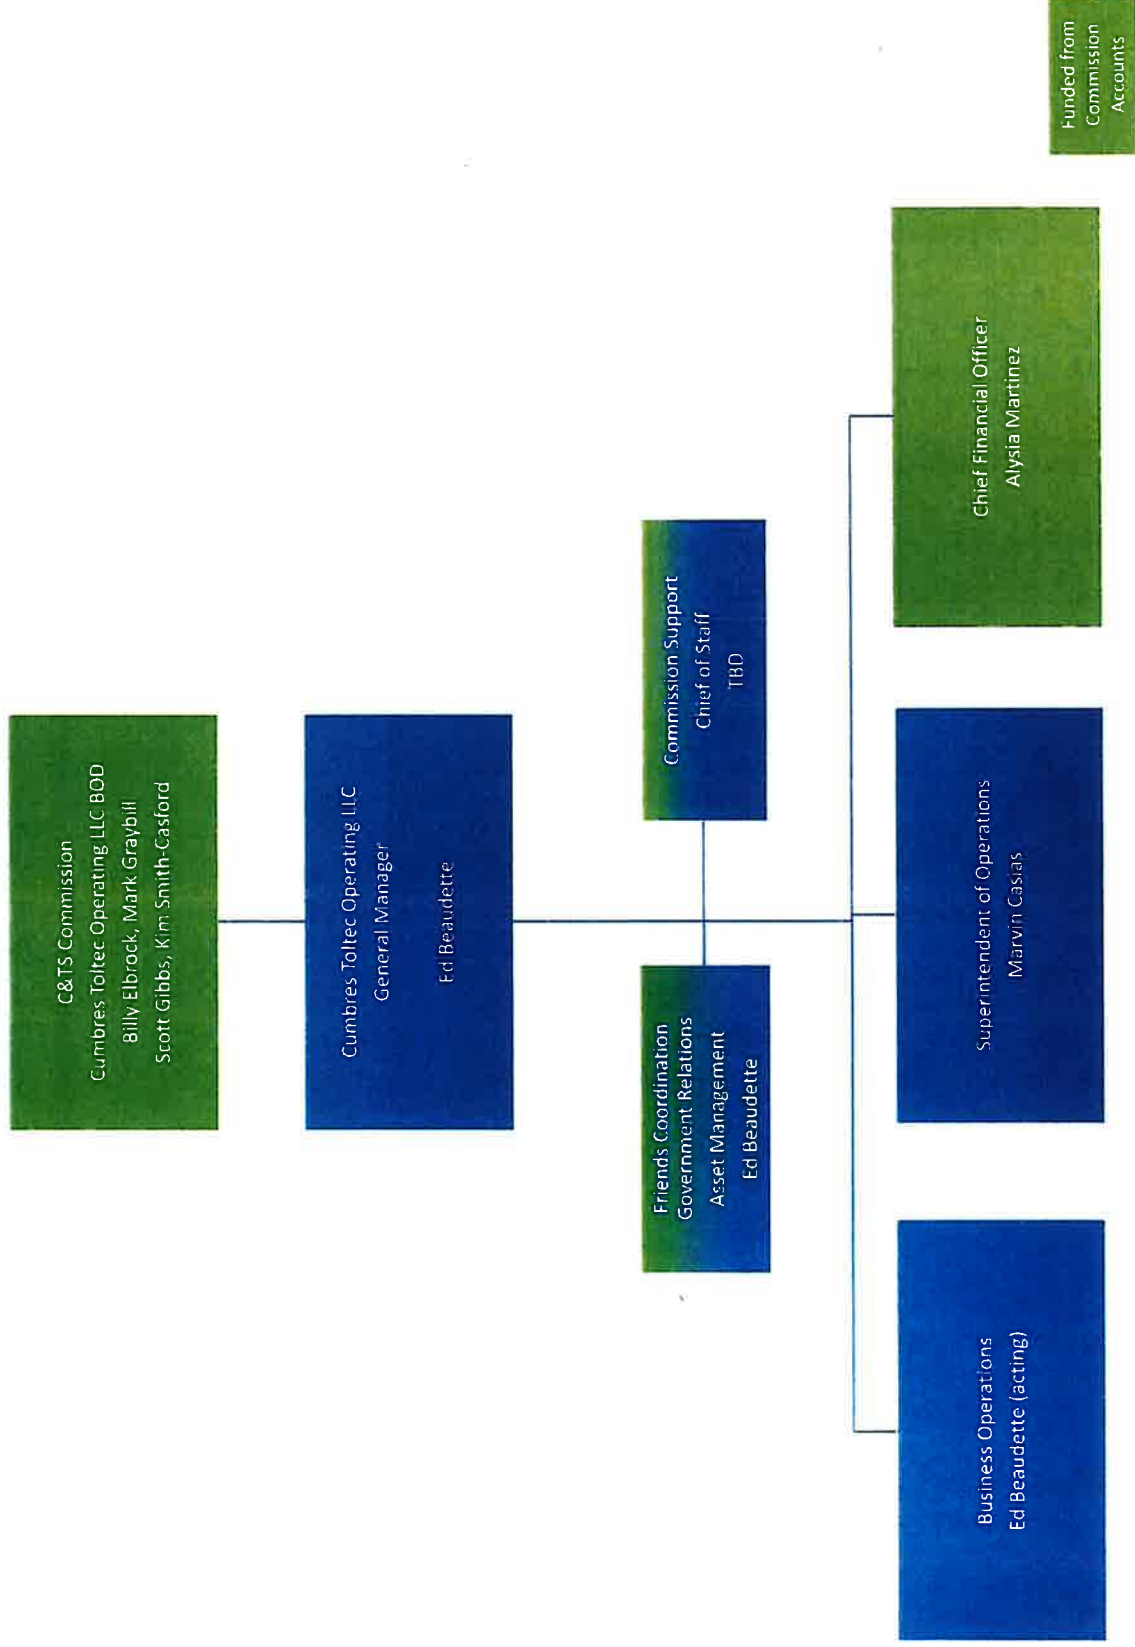 C&TS Commission
Cumbres Toltec Operating LLC BOD
Billy Elbrock, Mark Graybill
Scott Gibbs, Kim Smith-Casford
Cumbres Toltec Operating LLC
General Manager
Ed Beaudette
Friends Coordination
Government Relations
Asset Management
Ed Beaudette
Commission Support
Chief of Staff
TBD
Business Operations
Ed Beaudette (acting)
Superintendent of Operations
Marvin Casias
Chief Financial Officer
Alysia Martinez
Funded from
Commission
Accounts